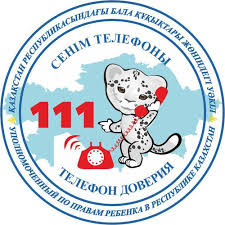 ҚАЗАҚСТАН РЕСПУБЛИКАСЫНДАҒЫ БАЛА ҚҰҚЫҚТАРЫ ЖӨНІНДЕГІ УӘКІЛ
СЕНІМ ТЕЛЕФОНЫ
111
ТЕЛЕФОН ДОВЕРИЯ
УПОЛНОМОЧЕННЫЙ ПО ПРАВАМ РЕБЕНКА В РЕСПУБЛИКЕ КАЗАХСТАН